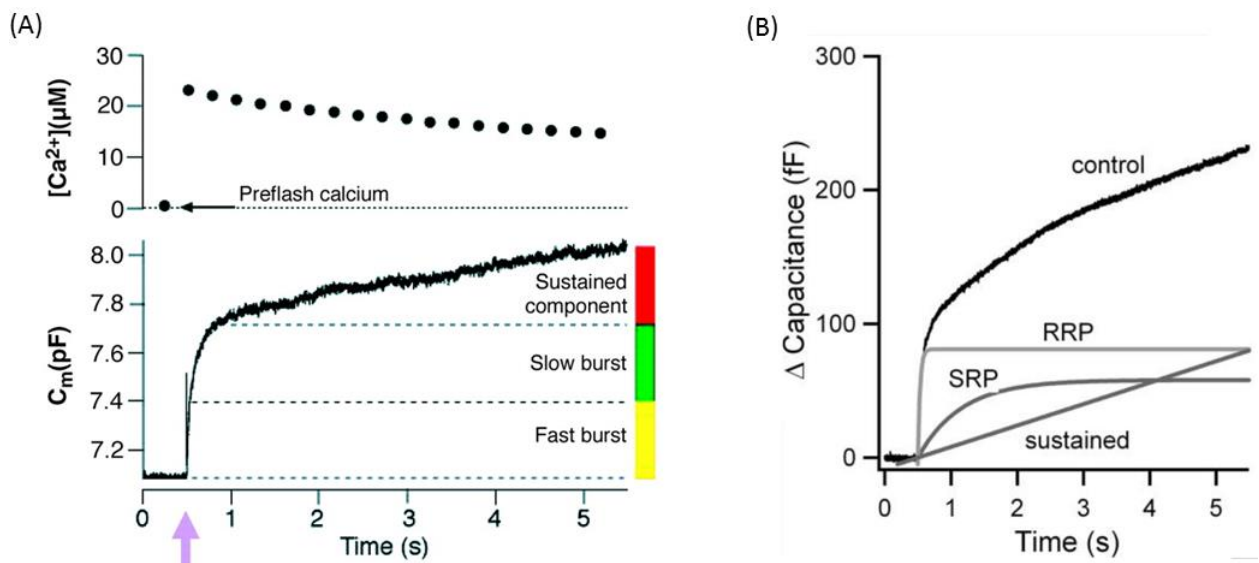 (A)
30
20
10
0
[Ca²⁺](µM)
Preflash calcium
8.0
7.8
7.6
7.4
7.2
Cₘ(pF)
Sustained
component
Slow burst
Fast burst
0 1 2 3 4 5
Time (s)
(B)
300
200
100
0
Δ Capacitance (fF)
control
RRP
SRP
sustained
0 1 2 3 4 5
Time (s)